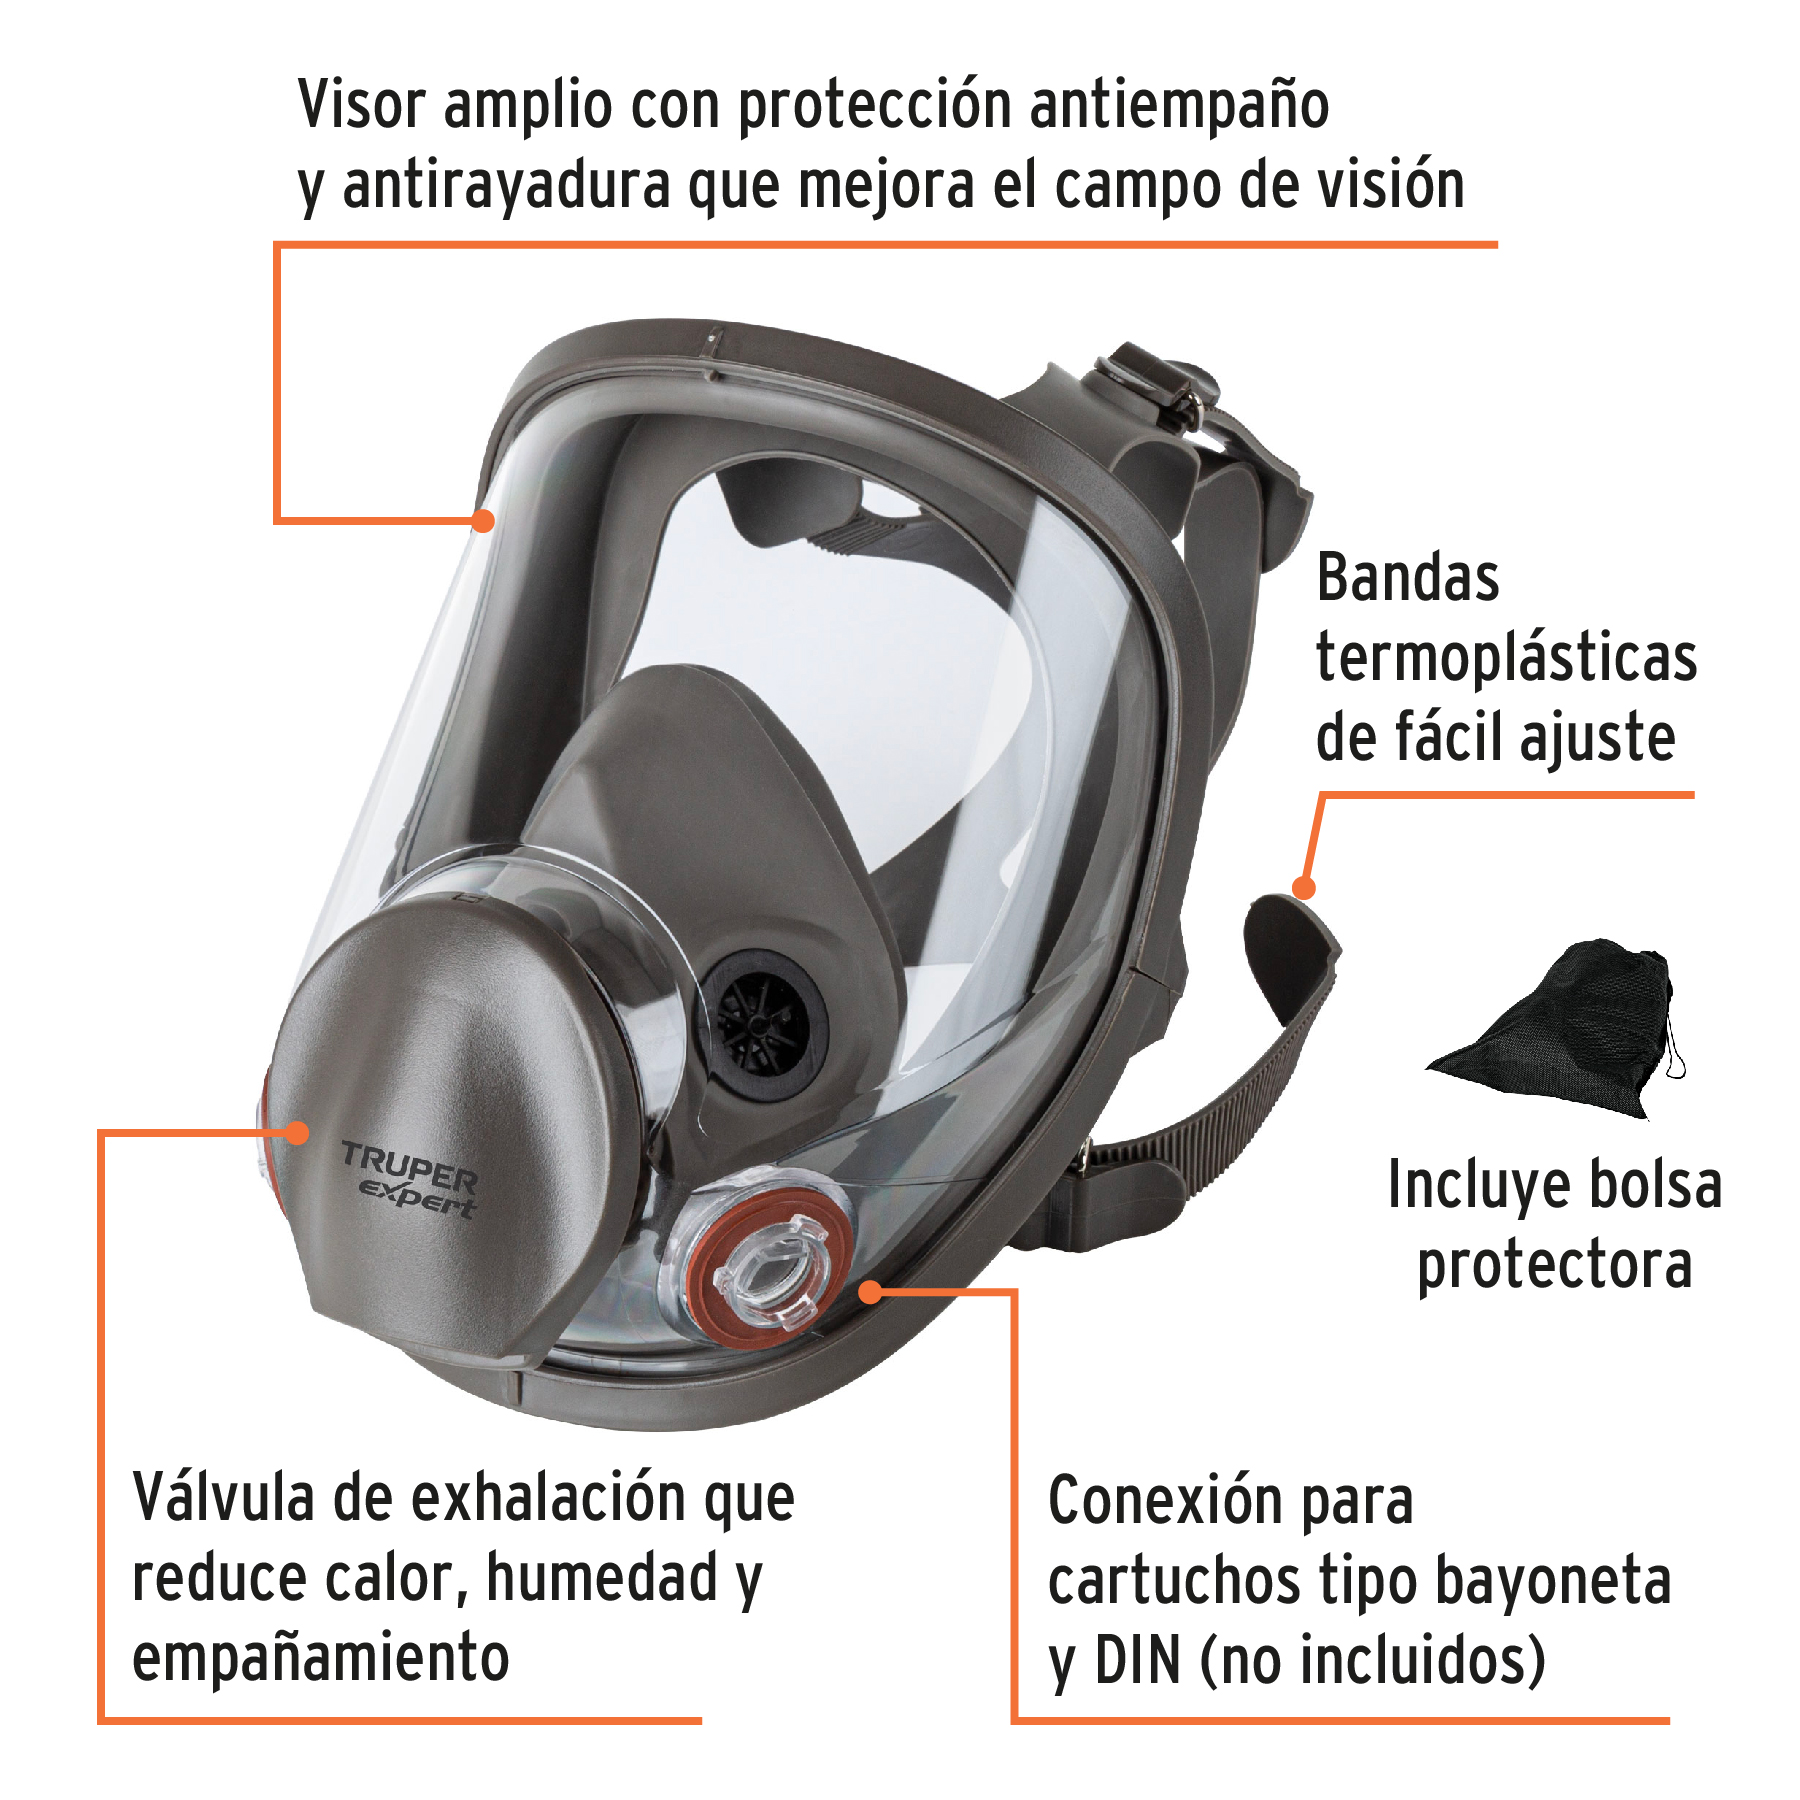 Visor amplio con protección antiempaño
y antirayadura que mejora el campo de visión
Bandas
termoplásticas
de fácil ajuste
Incluye bolsa
protectora
TRUPER
expert
Válvula de exhalación que
reduce calor, humedad y
empañamiento
Conexión para
cartuchos tipo bayoneta
y DIN (no incluidos)